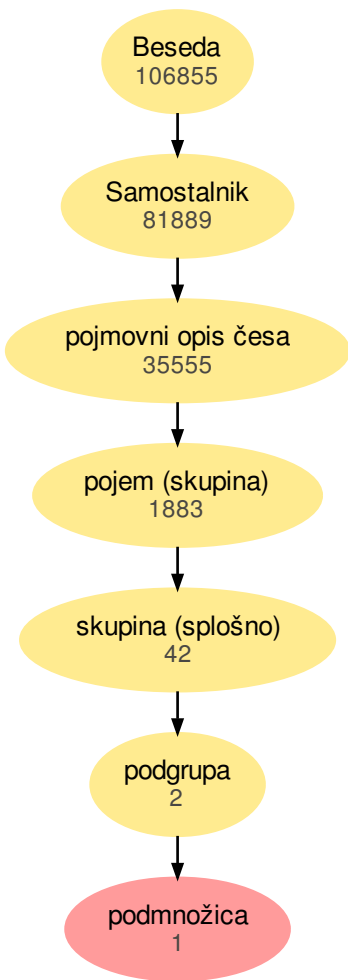 Beseda
106855
Samostalnik
81889
pojmovni opis česa
35555
pojem (skupina)
1883
skupina (splošno)
42
podgrupa
2
podmnožica
1